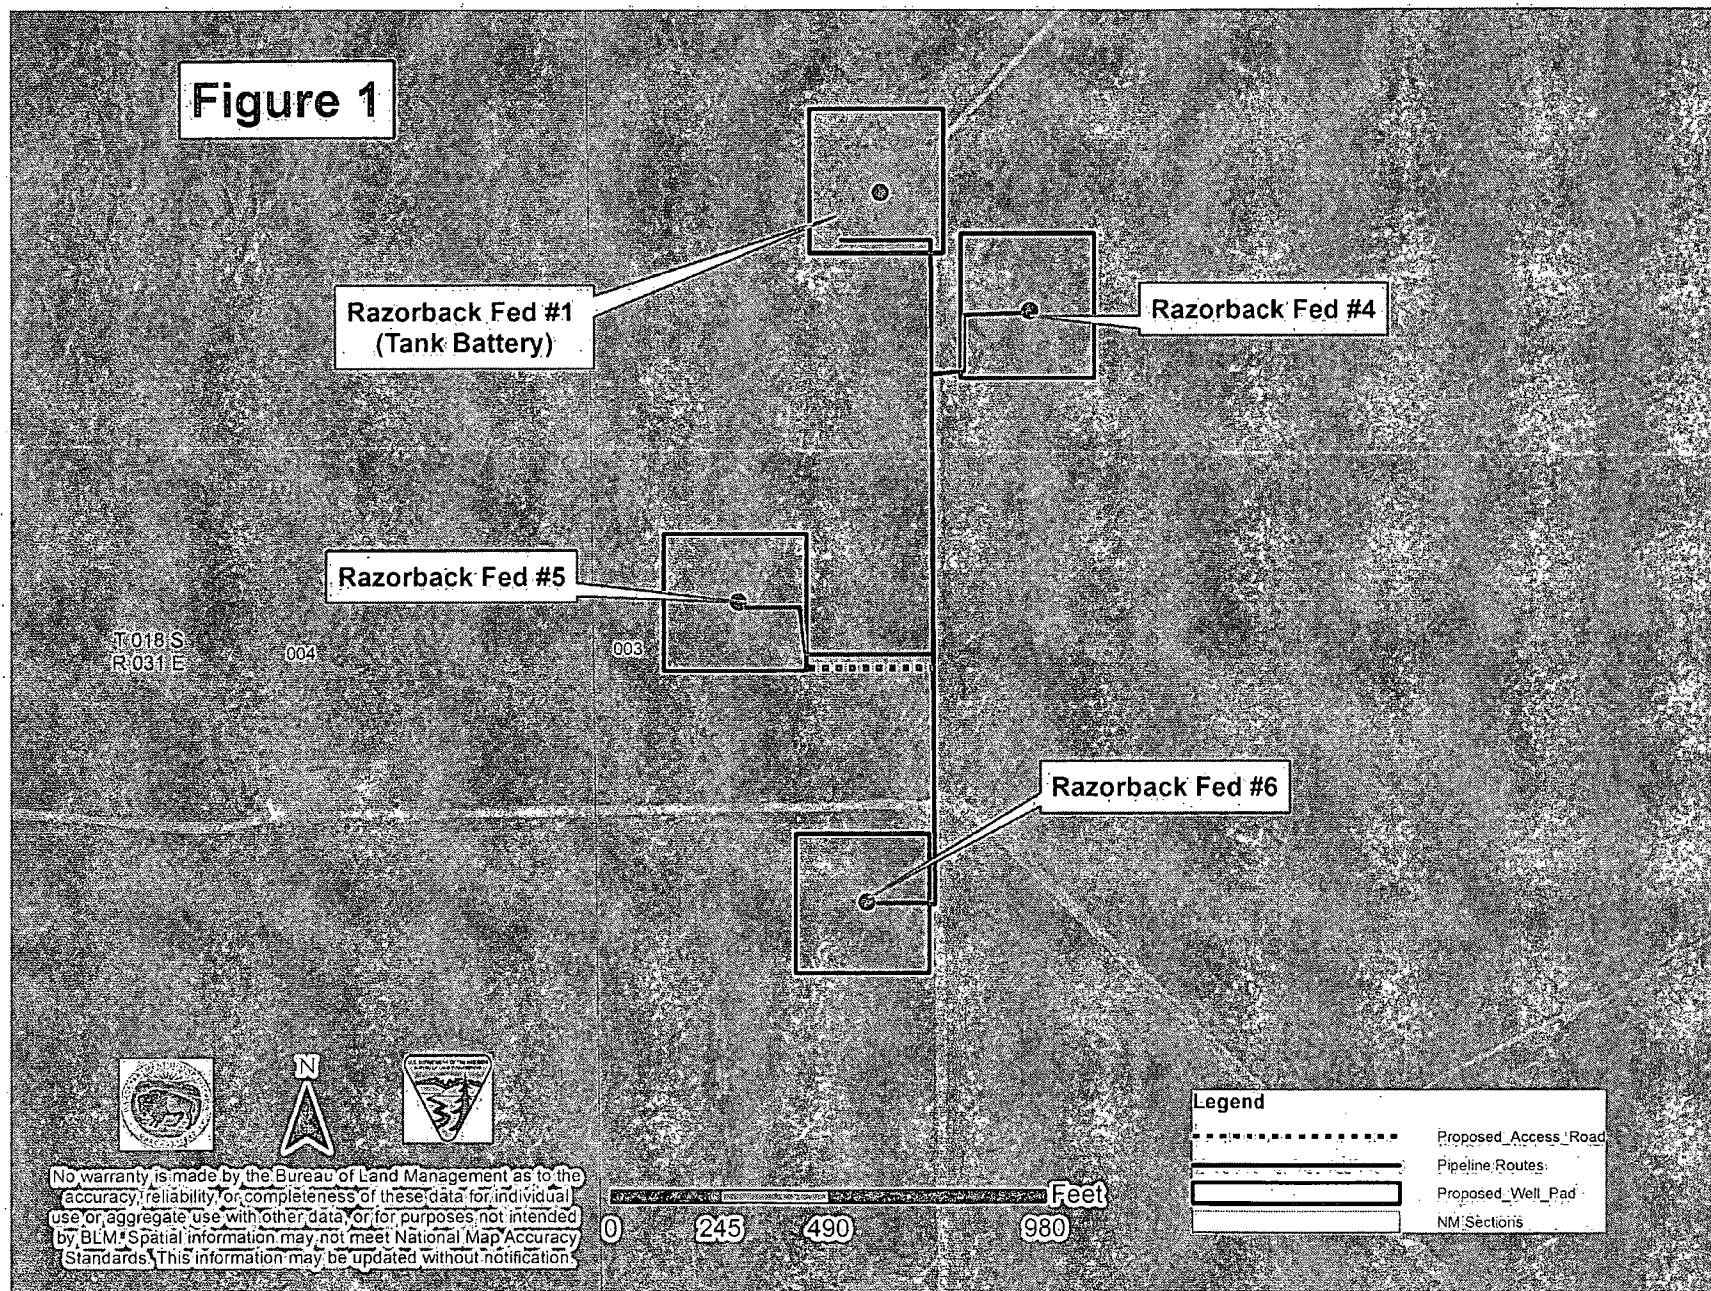 Figure 1
Razorback Fed #1
(Tank Battery)
Razorback Fed #4
Razorback Fed #5
T 018 S
R 031 E
004
003
Razorback Fed #6
N
No warranty is made by the Bureau of Land Management as to the
accuracy, reliability, or completeness of these data for individual
use or aggregate use with other data, or for purposes not intended
by BLM. Spatial information may not meet National Map Accuracy
Standards. This information may be updated without notification.
Feet
0 245 490 980
Legend
Proposed_Access_Road
Pipeline Routes
Proposed_Well_Pad
NM Sections